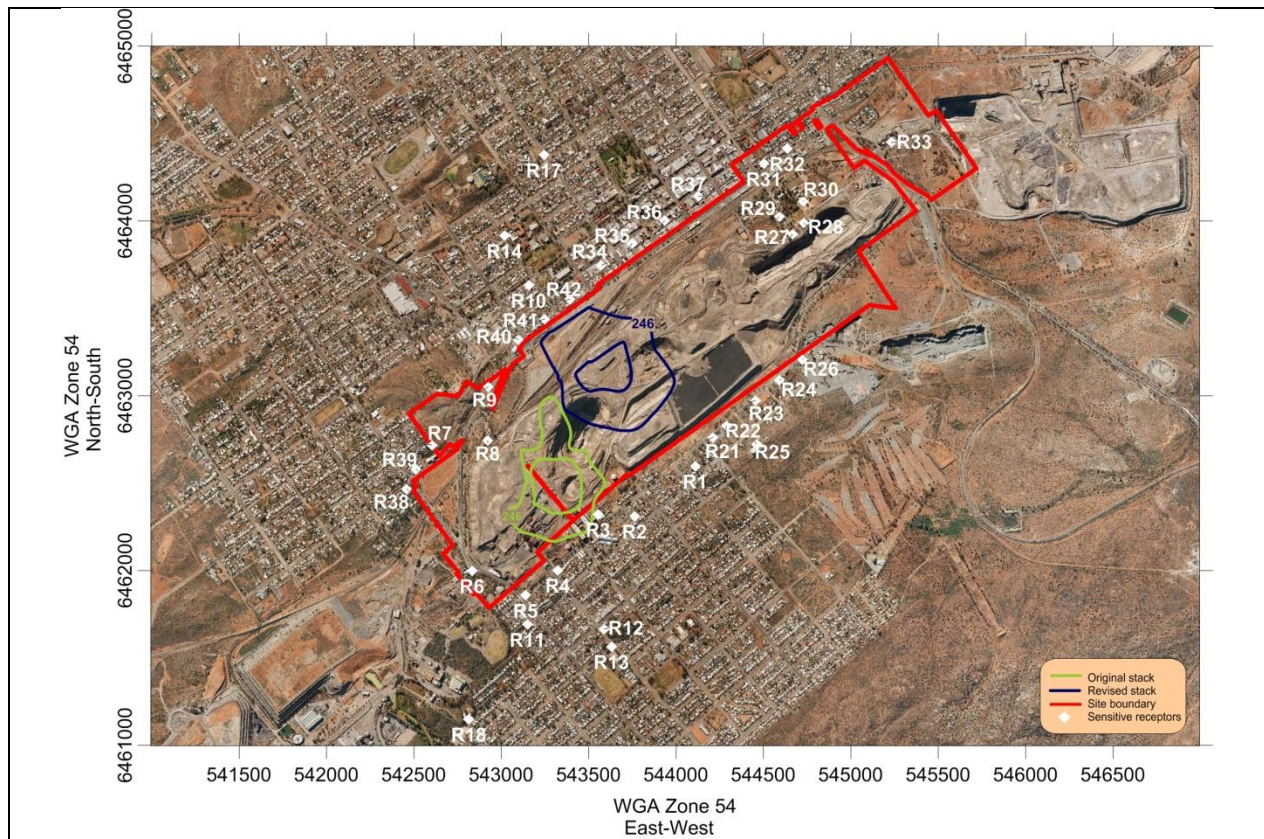 6465000
6464000
6463000
6462000
6461000
WGA Zone 54
North-South
R17
R14
R10
R37
R36
R35
R34
R42
R41
R40
R32
R31
R33
R30
R29
R28
R27
246
R9
R7
R8
R39
R38
R26
R24
R23
R22
R21
R25
R1
246
R3
R2
R6
R4
R5
R11
R12
R13
R18
Original stack
Revised stack
Site boundary
Sensitive receptors
541500
542000
542500
543000
543500
544000
544500
545000
545500
546000
546500
WGA Zone 54
East-West